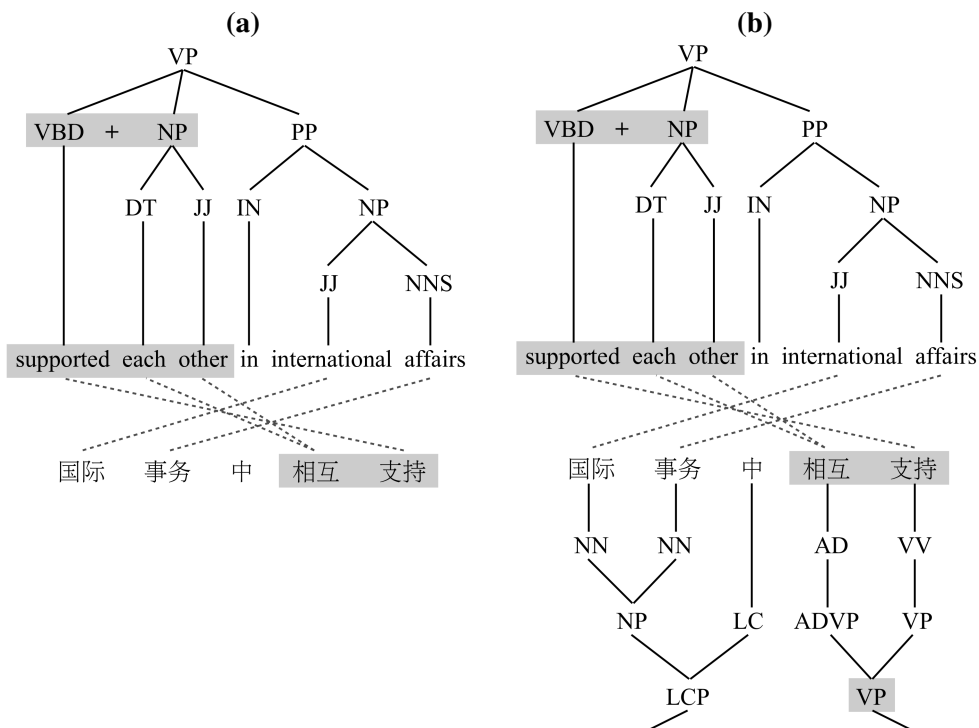 (a)
VP
VBD + NP PP
DT JJ IN NP
JJ NNS
supported each other in international affairs
国际 事务 中 相互 支持
(b)
VP
VBD + NP PP
DT JJ IN NP
JJ NNS
supported each other in international affairs
国际 事务 中 相互 支持
NN NN AD VV
NP LC ADVP VP
LCP VP